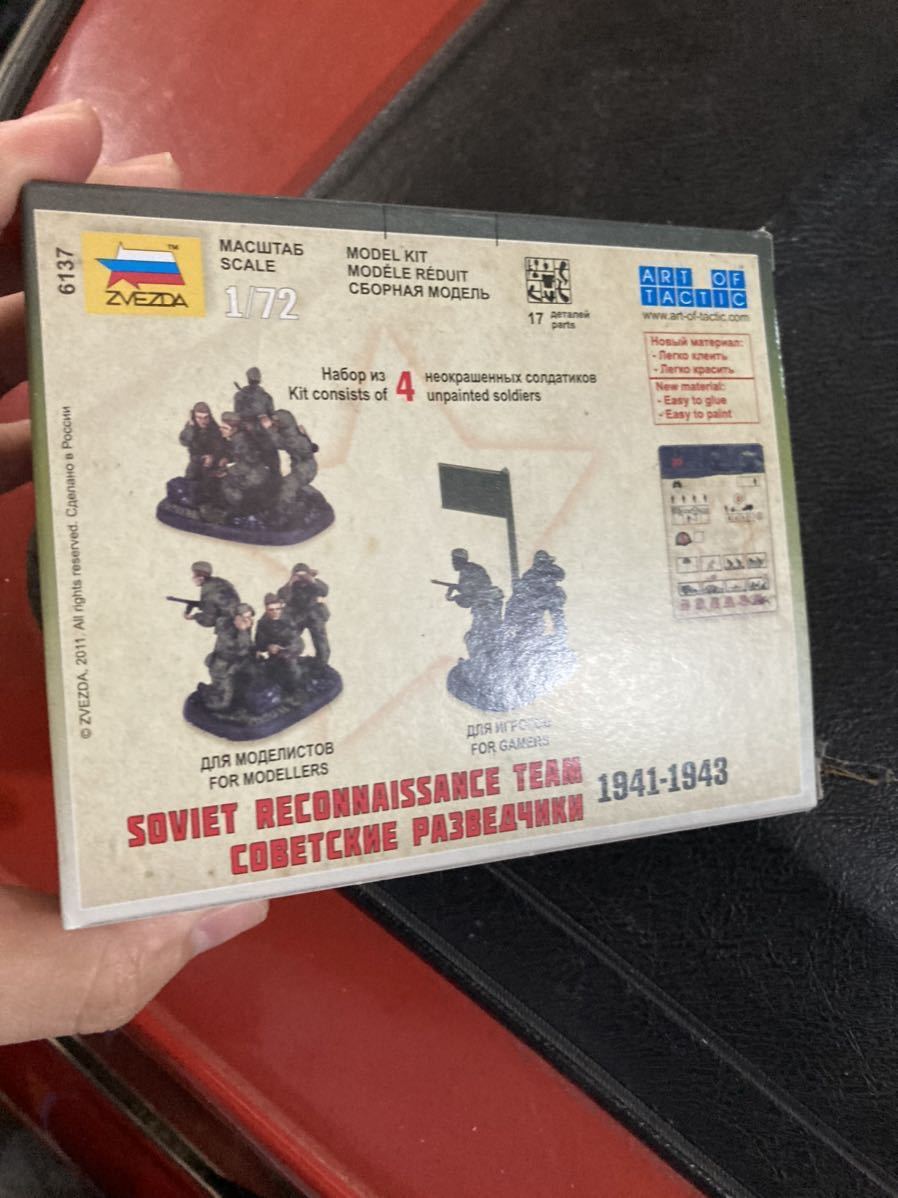 6137
ZVEZDA
TM
МАСШТАБ
SCALE
1/72
MODEL KIT
MODÈLE RÉDUIT
СБОРНАЯ МОДЕЛЬ
17 деталей
parts
ART OF
TACTIC
www.art-of-tactic.com
Новый материал:
- Легко клеить
- Легко красить
New material:
- Easy to glue
- Easy to paint
Набор из 4 неокрашенных солдатиков
Kit consists of unpainted soldiers
© ZVEZDA, 2011. All rights reserved. Сделано в России
ДЛЯ МОДЕЛИСТОВ
FOR MODELLERS
ДЛЯ ИГРОКОВ
FOR GAMERS
SOVIET RECONNAISSANCE TEAM
СОВЕТСКИЕ РАЗВЕДЧИКИ
1941-1943